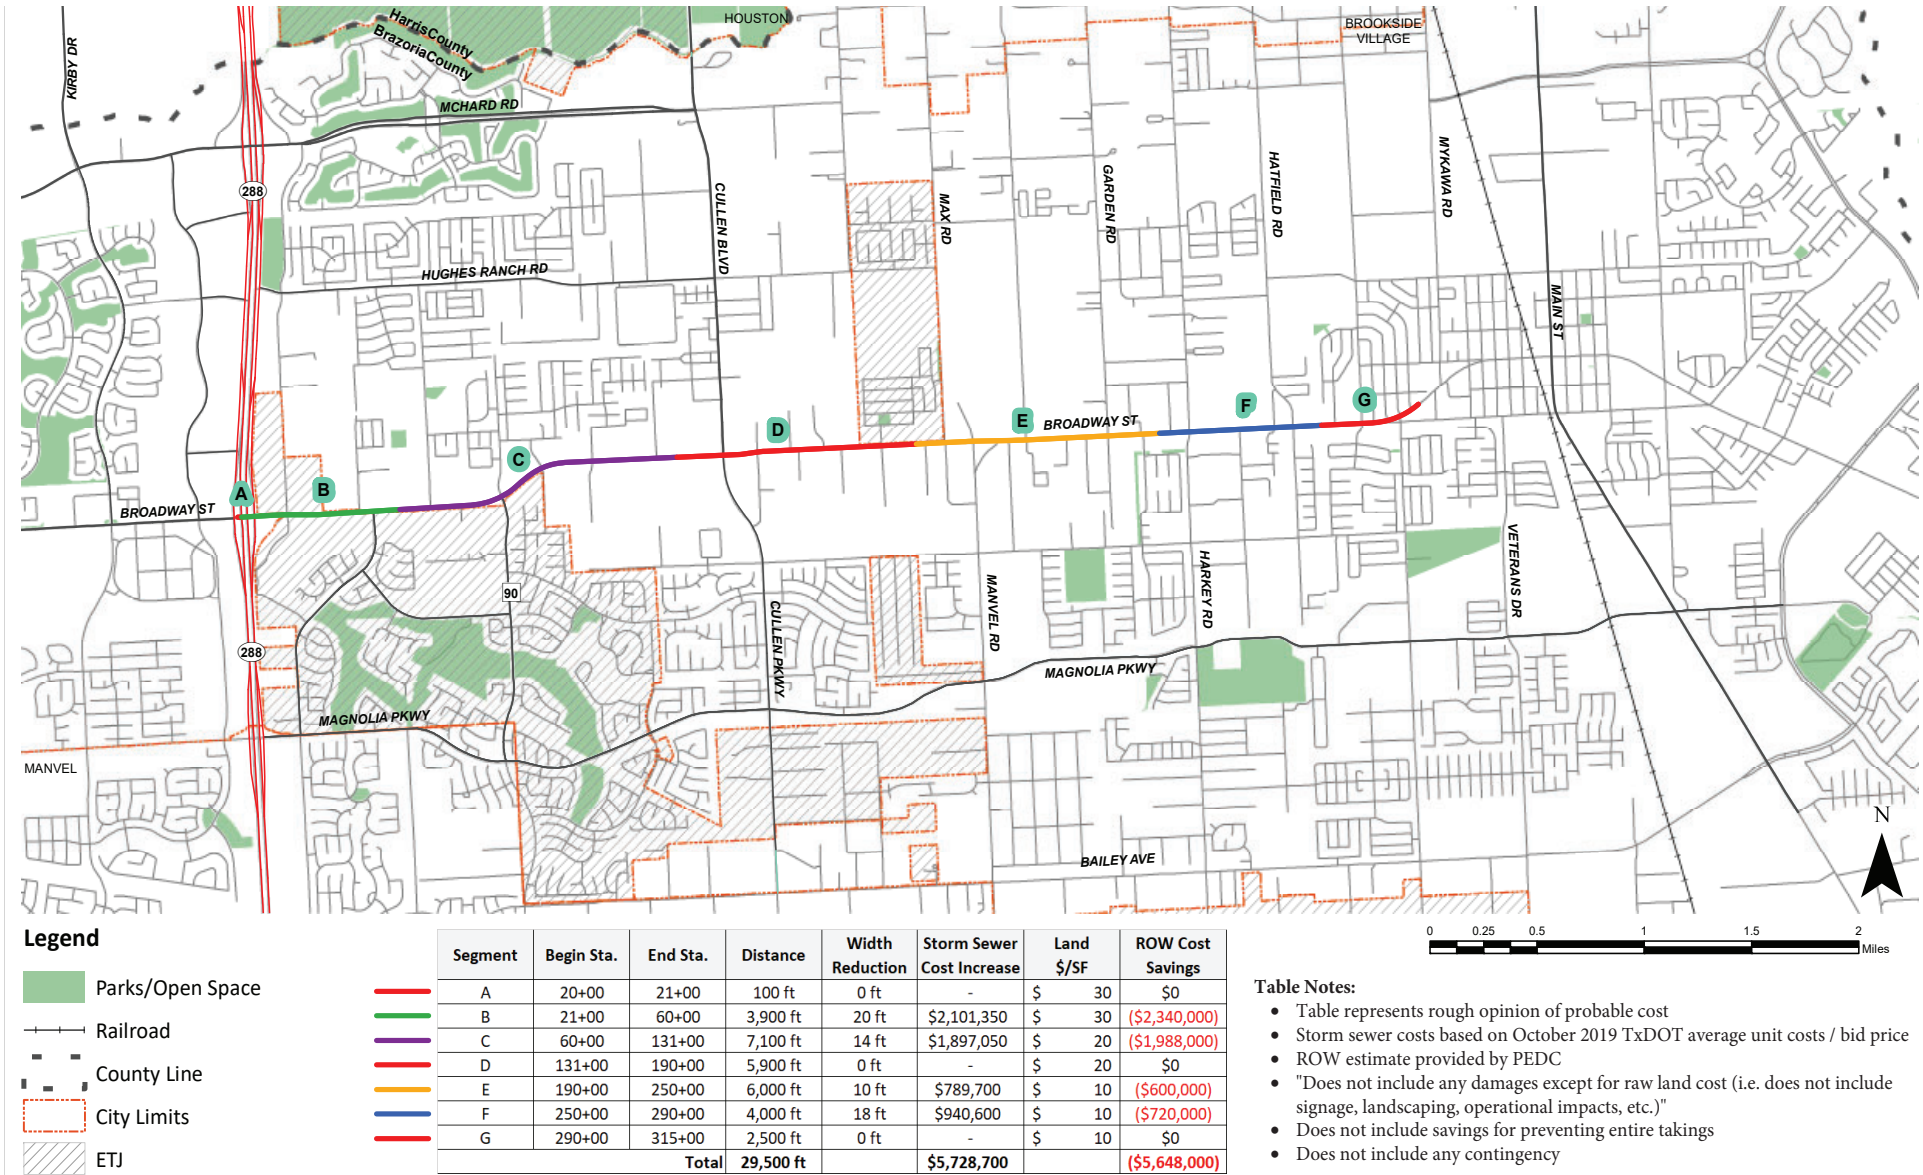 HOUSTON
BROOKSIDE
VILLAGE
KIRBY DR
HarrisCounty
BrazoriaCounty
MCHARD RD
288
CULLEN BLVD
MAX RD
GARDEN RD
HATFIELD RD
MYKAWA RD
HUGHES RANCH RD
MAIN ST
A
B
C
D
E
F
G
BROADWAY ST
BROADWAY ST
90
288
CULLEN PKWY
MANVEL RD
HARKEY RD
VETERANS DR
MAGNOLIA PKWY
MAGNOLIA PKWY
MANVEL
BAILEY AVE
N
0 0.25 0.5 1 1.5 2
Miles
Legend
Parks/Open Space
Railroad
County Line
City Limits
ETJ
Segment Begin Sta. End Sta. Distance Width Reduction Storm Sewer Cost Increase Land $/SF ROW Cost Savings
A 20+00 21+00 100 ft 0 ft - $ 30 $0
B 21+00 60+00 3,900 ft 20 ft $2,101,350 $ 30 ($2,340,000)
C 60+00 131+00 7,100 ft 14 ft $1,897,050 $ 20 ($1,988,000)
D 131+00 190+00 5,900 ft 0 ft - $ 20 $0
E 190+00 250+00 6,000 ft 10 ft $789,700 $ 10 ($600,000)
F 250+00 290+00 4,000 ft 18 ft $940,600 $ 10 ($720,000)
G 290+00 315+00 2,500 ft 0 ft - $ 10 $0
Total 29,500 ft $5,728,700 ($5,648,000)
Table Notes:
• Table represents rough opinion of probable cost
• Storm sewer costs based on October 2019 TxDOT average unit costs / bid price
• ROW estimate provided by PEDC
• "Does not include any damages except for raw land cost (i.e. does not include
signage, landscaping, operational impacts, etc.)"
• Does not include savings for preventing entire takings
• Does not include any contingency